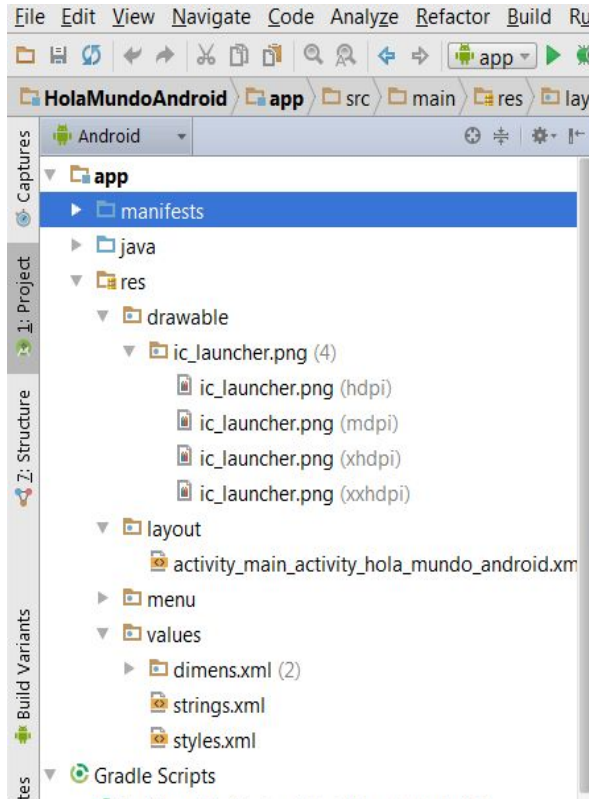 File Edit View Navigate Code Analyze Refactor Build Ru
app
HolaMundoAndroid app src main res lay
Android
Captures
1: Project
7: Structure
Build Variants
tes
app
manifests
java
res
drawable
ic_launcher.png (4)
ic_launcher.png (hdpi)
ic_launcher.png (mdpi)
ic_launcher.png (xhdpi)
ic_launcher.png (xxhdpi)
layout
activity_main_activity_hola_mundo_android.xm
menu
values
dimens.xml (2)
strings.xml
styles.xml
Gradle Scripts